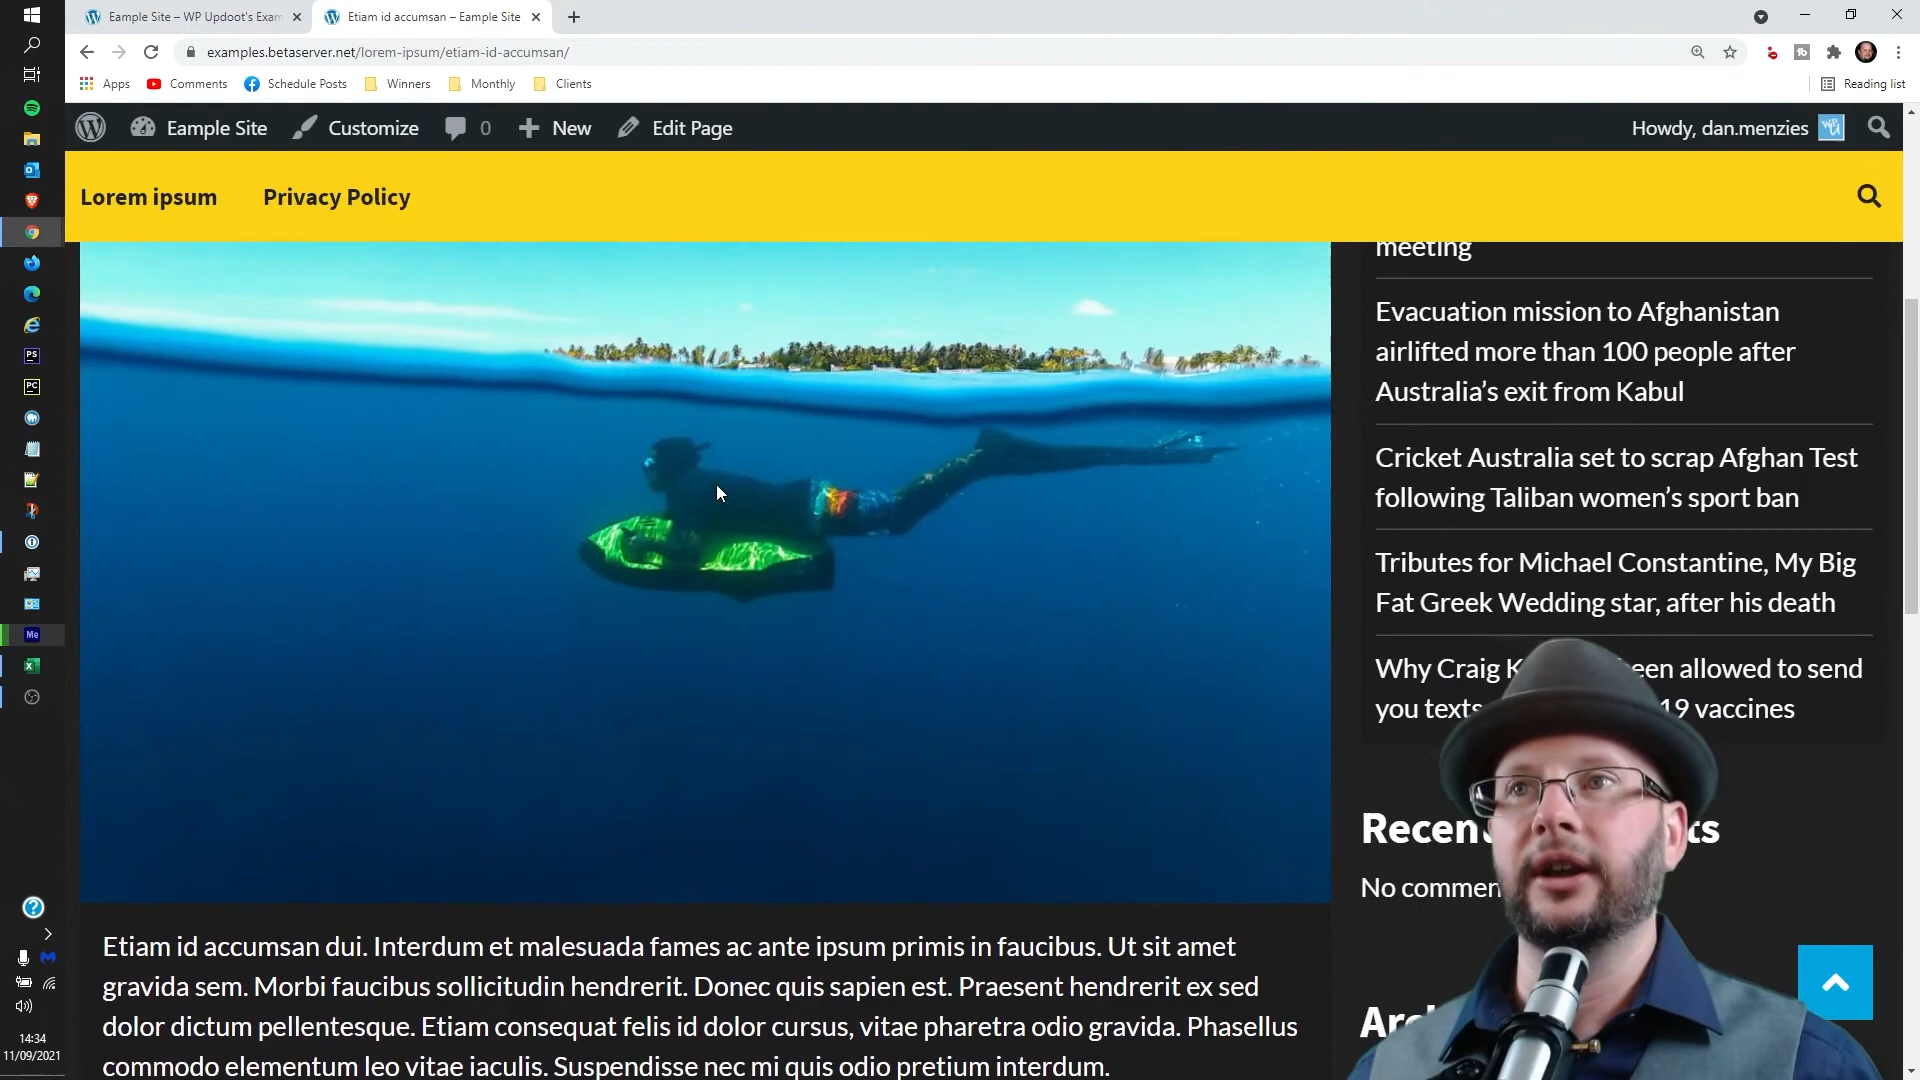 Eample Site – WP Updoot's Exam
Etiam id accumsan – Eample Site
examples.betaserver.net/lorem-ipsum/etiam-id-accumsan/
Apps
Comments
Schedule Posts
Winners
Monthly
Clients
Reading list
Eample Site
Customize
0
New
Edit Page
Howdy, dan.menzies
Lorem ipsum
Privacy Policy
meeting
Evacuation mission to Afghanistan
airlifted more than 100 people after
Australia’s exit from Kabul
Cricket Australia set to scrap Afghan Test
following Taliban women’s sport ban
Tributes for Michael Constantine, My Big
Fat Greek Wedding star, after his death
Why Craig K een allowed to send
you texts 19 vaccines
Recen ts
No commen
Etiam id accumsan dui. Interdum et malesuada fames ac ante ipsum primis in faucibus. Ut sit amet
gravida sem. Morbi faucibus sollicitudin hendrerit. Donec quis sapien est. Praesent hendrerit ex sed
dolor dictum pellentesque. Etiam consequat felis id dolor cursus, vitae pharetra odio gravida. Phasellus
commodo elementum leo vitae iaculis. Suspendisse nec mi quis odio pretium interdum.
PS
PC
Me
14:34
11/09/2021